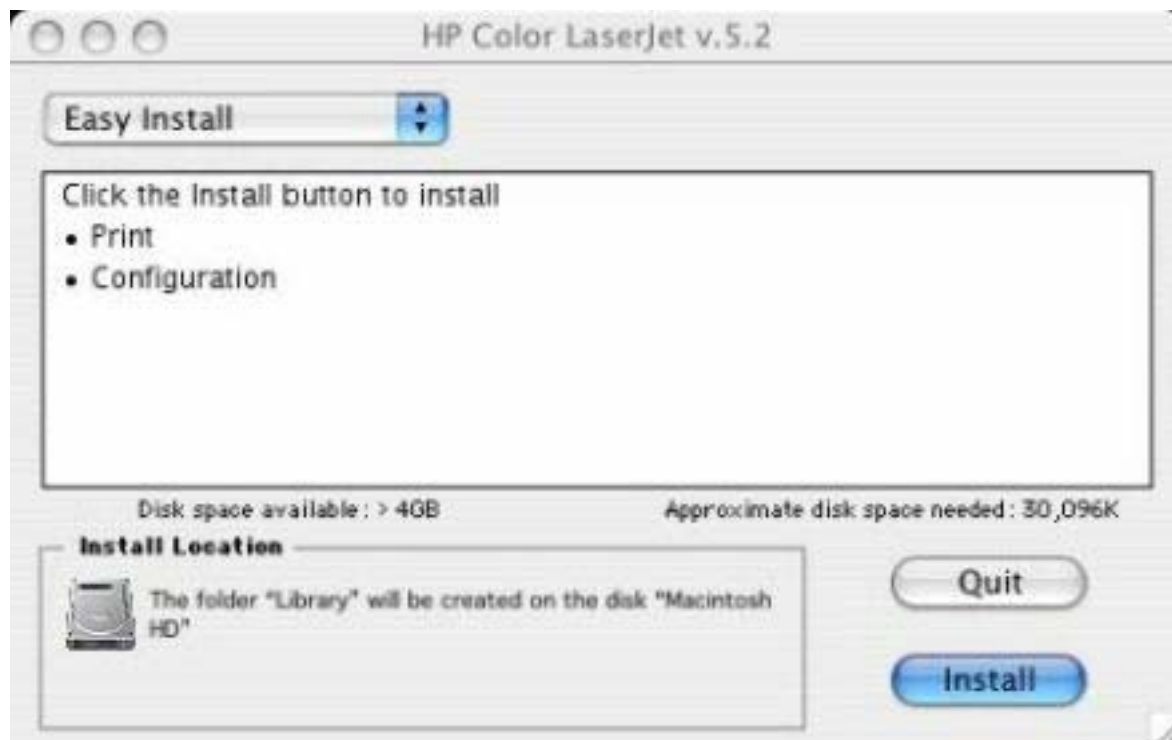 HP Color LaserJet v.5.2
Easy Install
Click the Install button to install
• Print
• Configuration
Disk space available: > 4GB
Approximate disk space needed: 30,096K
Install Location
The folder "Library" will be created on the disk "Macintosh
HD"
Quit
Install